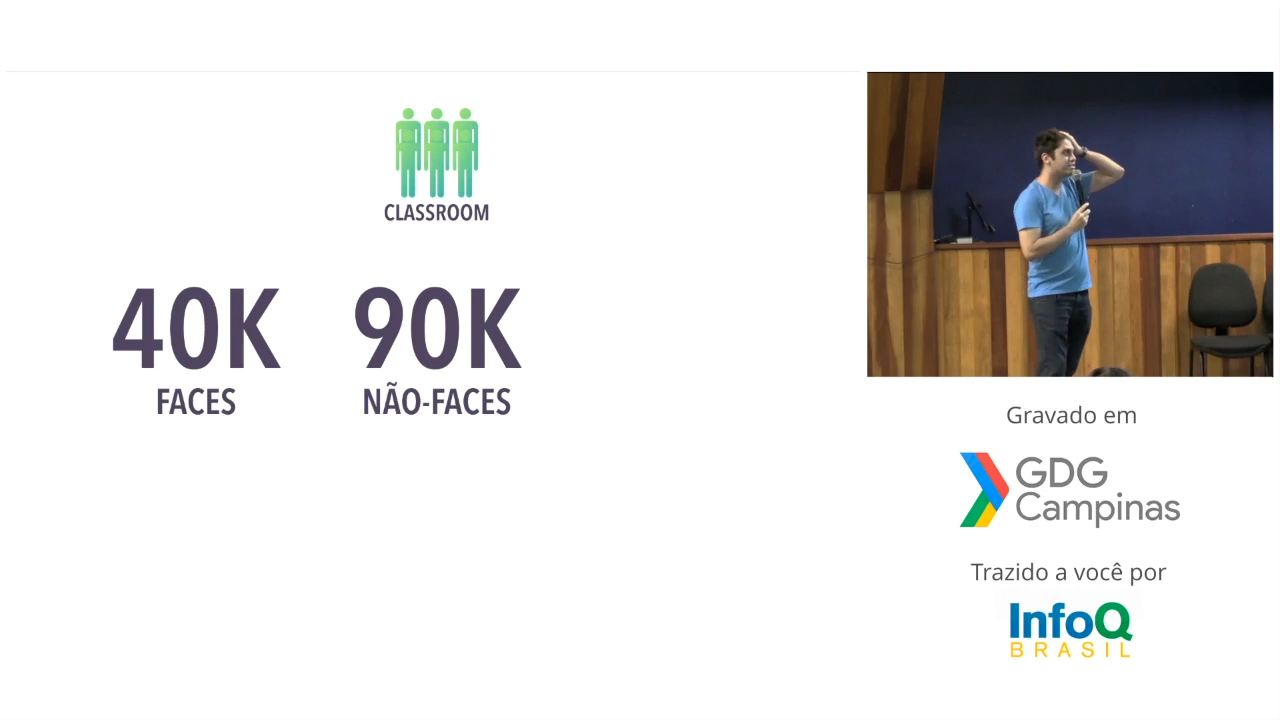 CLASSROOM
40K
90K
FACES
NÃO-FACES
Gravado em
GDG
Campinas
Trazido a você por
InfoQ
BRASIL